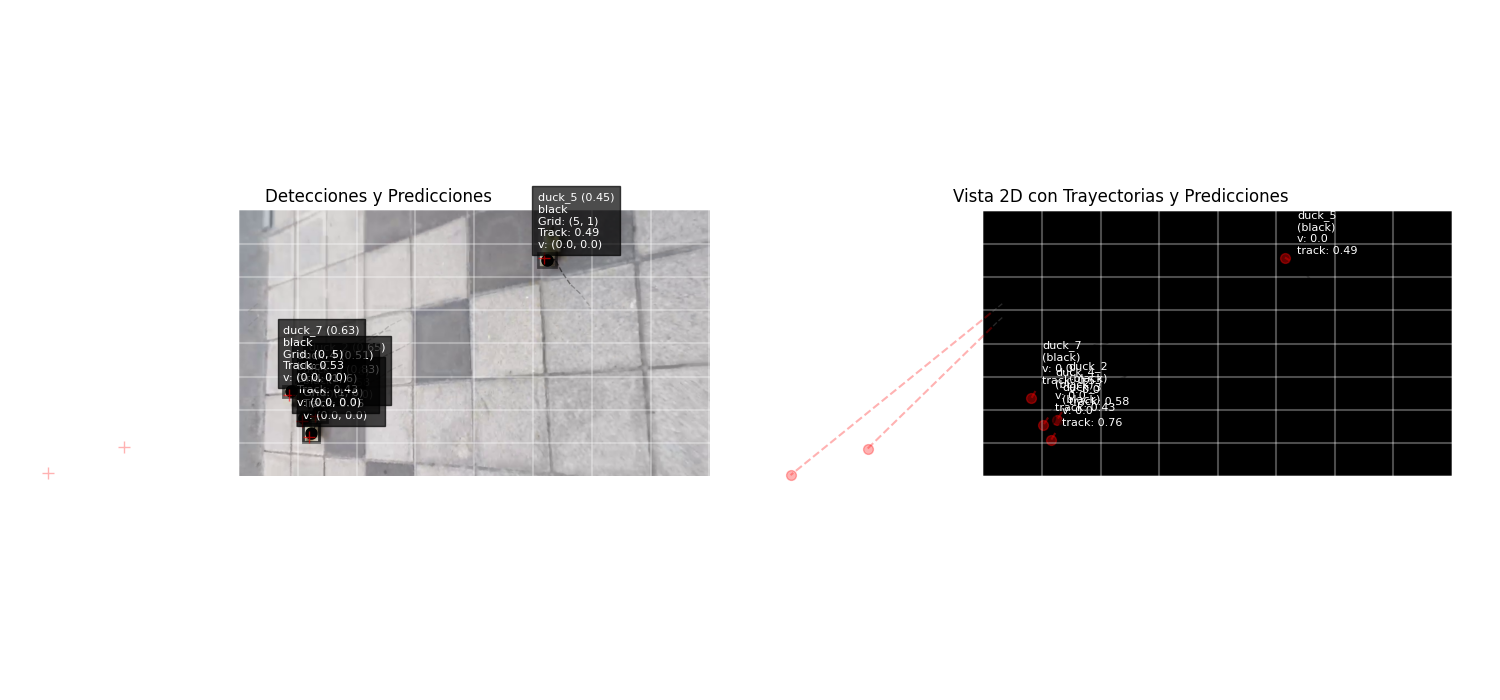 Detecciones y Predicciones
duck_5 (0.45)
black
Grid: (5, 1)
Track: 0.49
v: (0.0, 0.0)
duck_7 (0.63)
black
Grid: (0, 5)
Track: 0.53
v: (0.0, 0.0)
Track: 0.43
v: (0.0, 0.0)
v: (0.0, 0.0)
Vista 2D con Trayectorias y Predicciones
duck_5
(black)
v: 0.0
track: 0.49
duck_7
(black)
duck_2
track: 0.58
track: 0.43
v: 0.0
track: 0.76